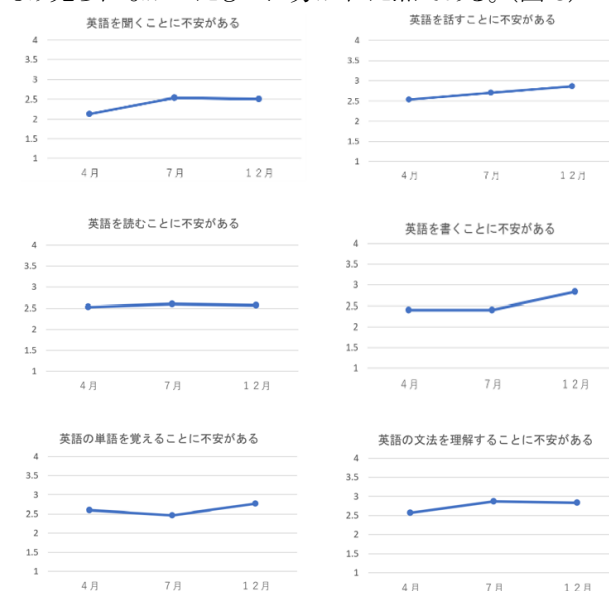 英語を聞くことに不安がある
4
3.5
3
2.5
2
1.5
1
4月
7月
12月
英語を話すことに不安がある
4
3.5
3
2.5
2
1.5
1
4月
7月
12月
英語を読むことに不安がある
4
3.5
3
2.5
2
1.5
1
4月
7月
12月
英語を書くことに不安がある
4
3.5
3
2.5
2
1.5
1
4月
7月
12月
英語の単語を覚えることに不安がある
4
3.5
3
2.5
2
1.5
1
4月
7月
12月
英語の文法を理解することに不安がある
4
3.5
3
2.5
2
1.5
1
4月
7月
12月